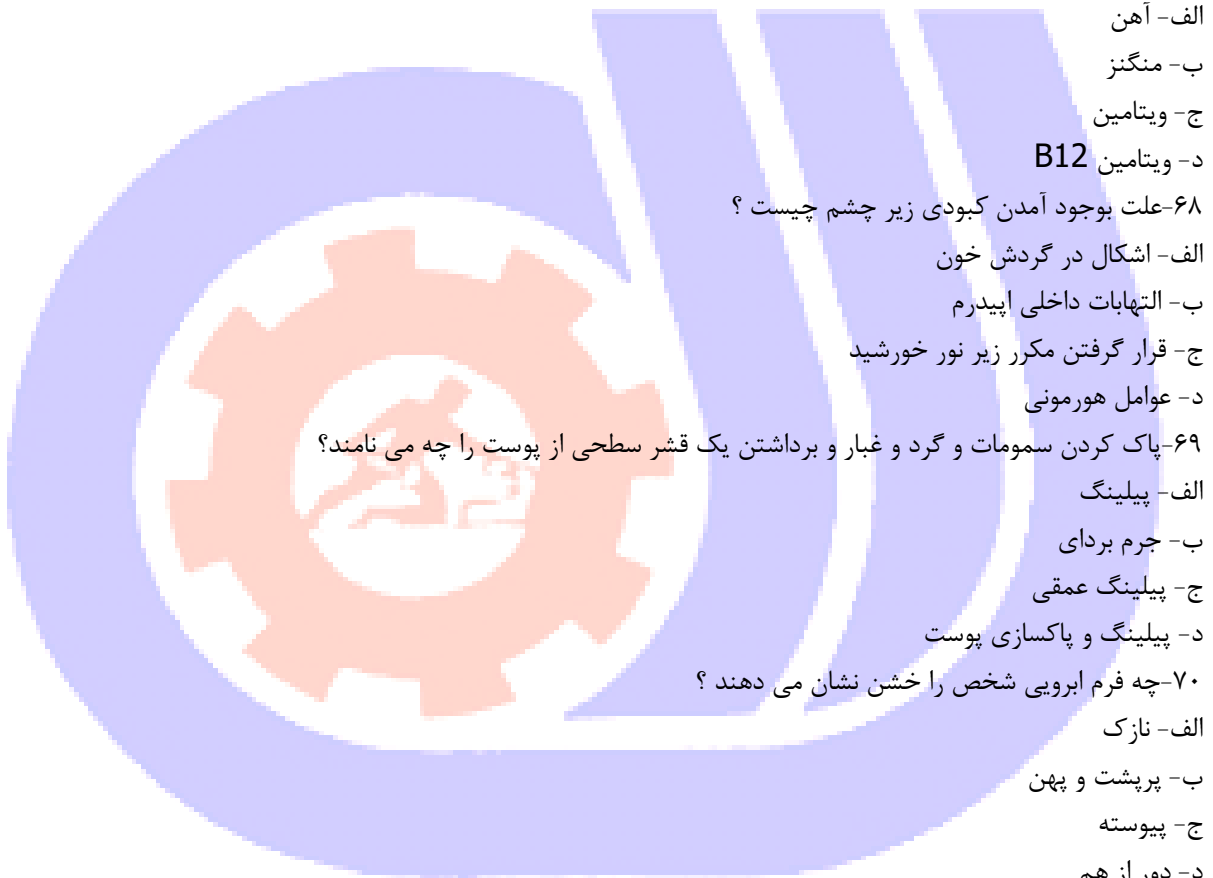 الف- آهن
ب- منگنز
ج- ویتامین
د- ویتامین B12
۶۸-علت بوجود آمدن کبودی زیر چشم چیست ؟
الف- اشکال در گردش خون
ب- التهابات داخلی اپیدرم
ج- قرار گرفتن مکرر زیر نور خورشید
د- عوامل هورمونی
۶۹-پاک کردن سمومات و گرد و غبار و برداشتن یک قشر سطحی از پوست را چه می نامند؟
الف- پیلینگ
ب- جرم بردای
ج- پیلینگ عمقی
د- پیلینگ و پاکسازی پوست
۷۰-چه فرم ابرویی شخص را خشن نشان می دهند ؟
الف- نازک
ب- پرپشت و پهن
ج- پیوسته
د- دور از هم